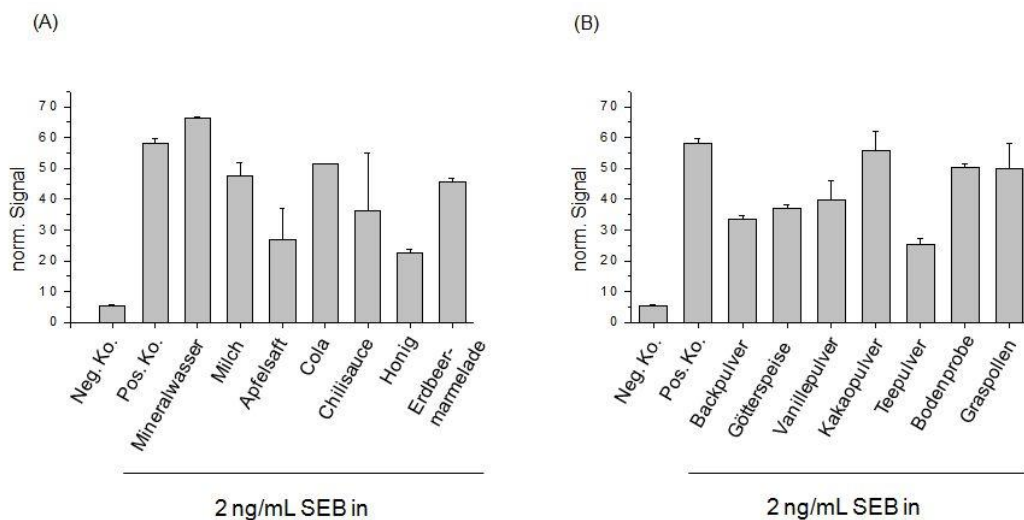 (A)
norm. Signal
70
60
50
40
30
20
10
0
Neg. Ko.
Pos. Ko.
Mineralwasser
Milch
Apfelsaft
Cola
Chilisauce
Honig
Erdbeer-
marmelade
2 ng/mL SEB in
(B)
norm. Signal
70
60
50
40
30
20
10
0
Neg. Ko.
Pos. Ko.
Backpulver
Götterspeise
Vanillepulver
Kakaopulver
Teepulver
Bodenprobe
Graspollen
2 ng/mL SEB in